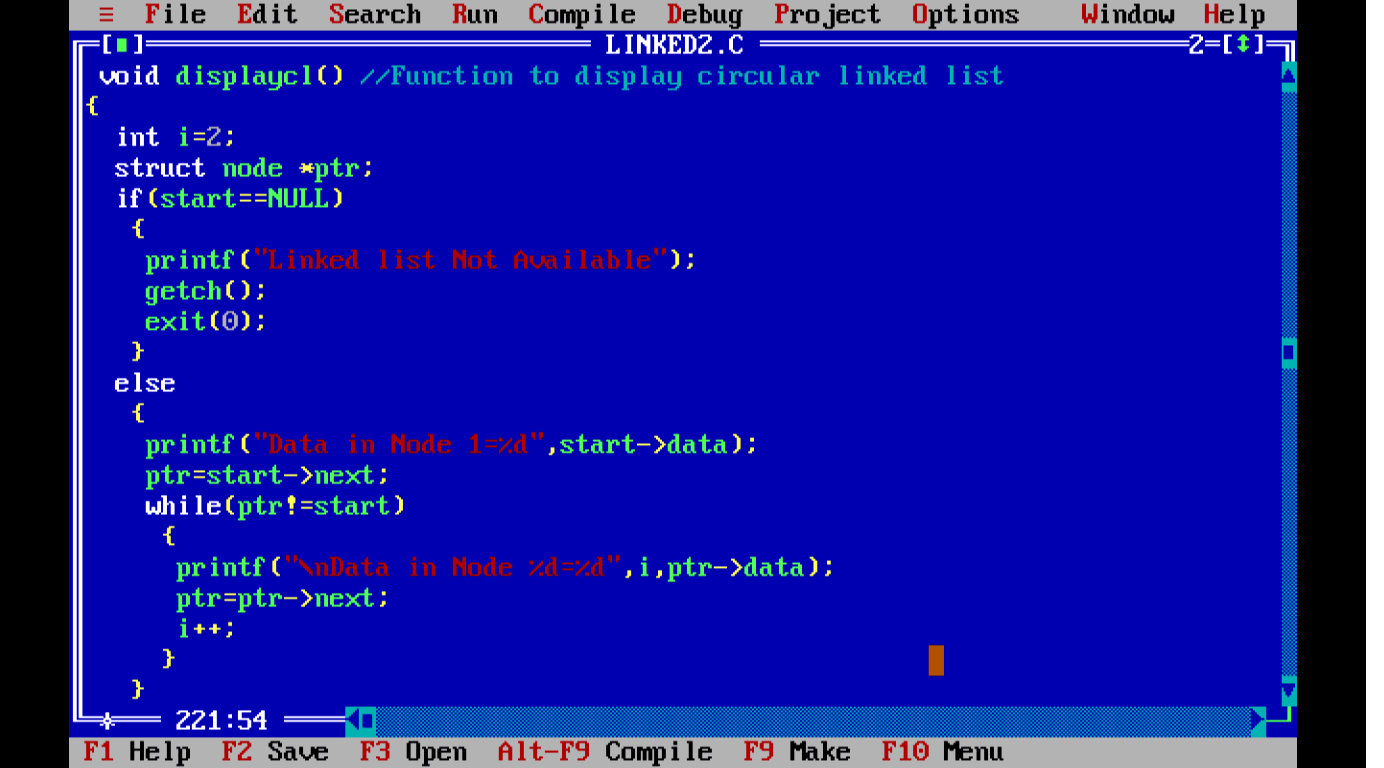 ≡ File Edit Search Run Compile Debug Project Options Window Help
[■] LINKED2.C 2=[↕]
void displaycl() //Function to display circular linked list
{
int i=2;
struct node *ptr;
if(start==NULL)
{
printf("Linked list Not Available");
getch();
exit(0);
}
else
{
printf("Data in Node 1=%d",start->data);
ptr=start->next;
while(ptr!=start)
{
printf("\nData in Node %d=%d",i,ptr->data);
ptr=ptr->next;
i++;
}
}
221:54
F1 Help F2 Save F3 Open Alt-F9 Compile F9 Make F10 Menu